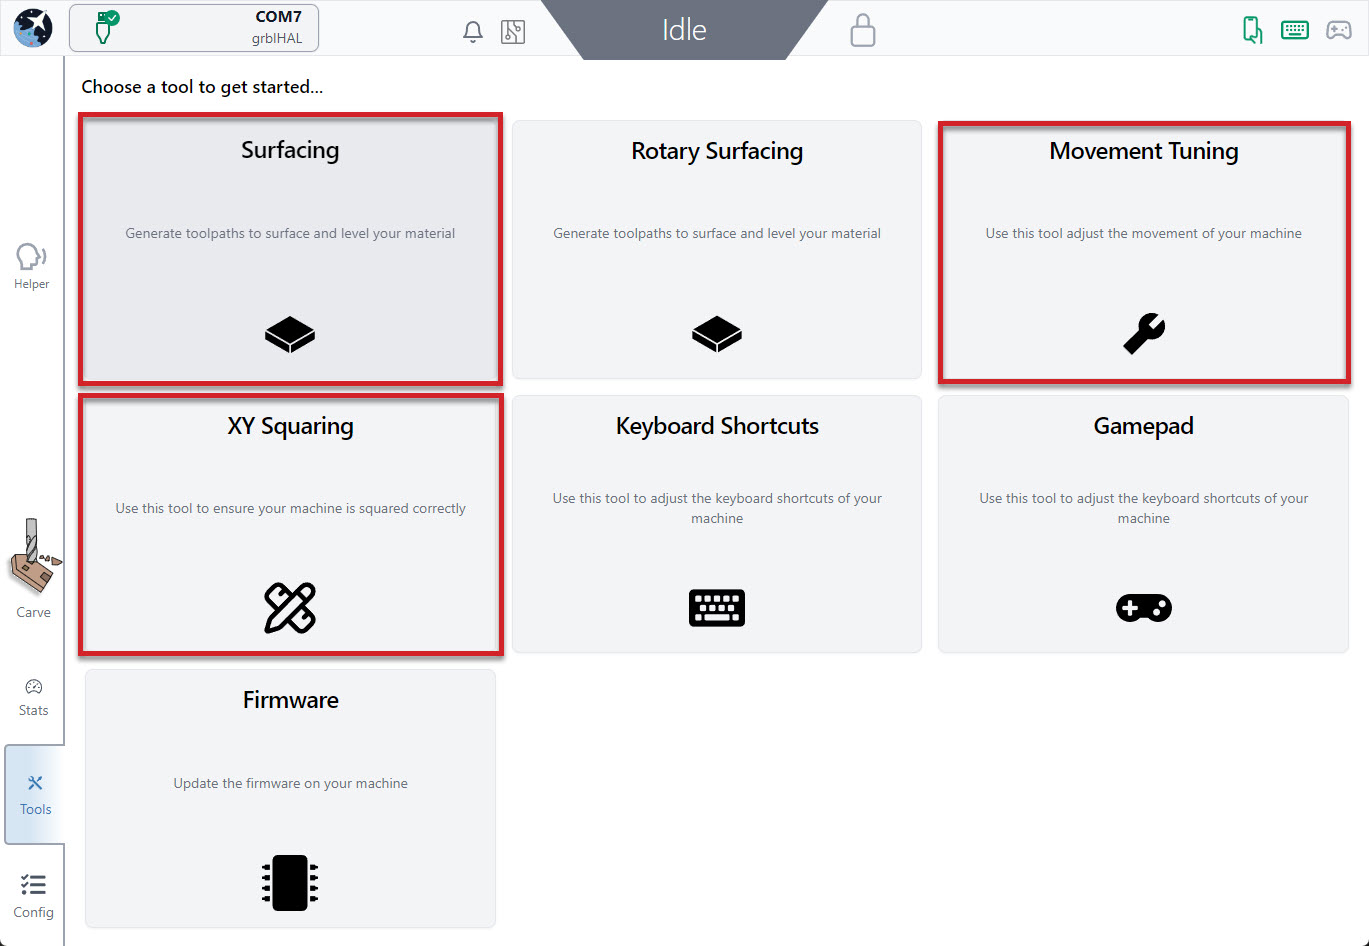 COM7
grblHAL
Idle
Choose a tool to get started...
Surfacing
Generate toolpaths to surface and level your material
Rotary Surfacing
Generate toolpaths to surface and level your material
Movement Tuning
Use this tool adjust the movement of your machine
XY Squaring
Use this tool to ensure your machine is squared correctly
Keyboard Shortcuts
Use this tool to adjust the keyboard shortcuts of your
machine
Gamepad
Use this tool to adjust the keyboard shortcuts of your
machine
Firmware
Update the firmware on your machine
Helper
Carve
Stats
Tools
Config